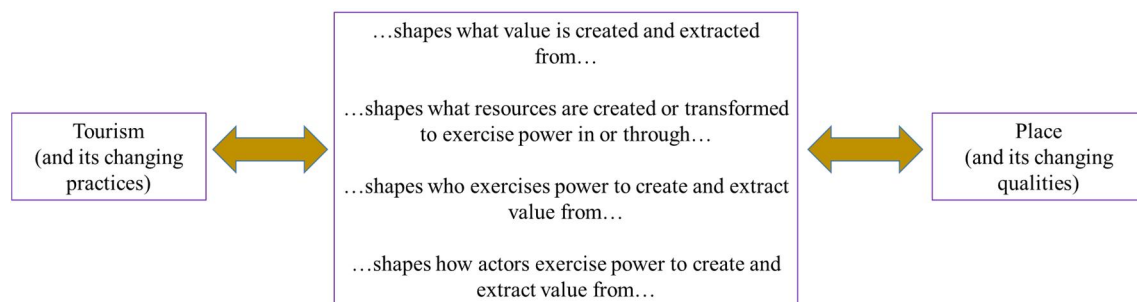 Tourism
(and its changing
practices)
…shapes what value is created and extracted
from…
…shapes what resources are created or transformed
to exercise power in or through…
…shapes who exercises power to create and extract
value from…
…shapes how actors exercise power to create and
extract value from…
Place
(and its changing
qualities)